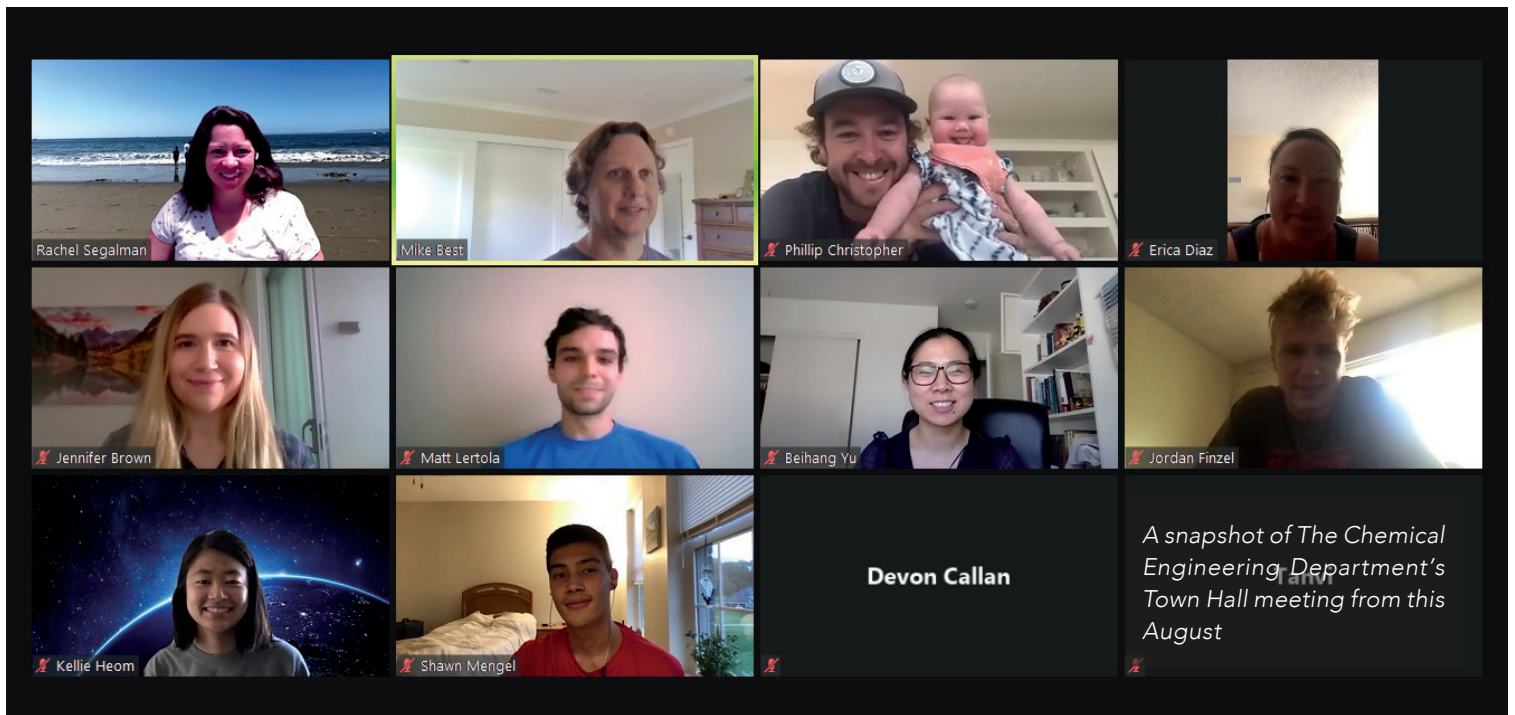 Rachel Segalman
Mike Best
Phillip Christopher
Erica Diaz
Jennifer Brown
Matt Lertola
Beihang Yu
Jordan Finzel
Kellie Heom
Shawn Mengel
Devon Callan
Tanvi
A snapshot of The Chemical
Engineering Department's
Town Hall meeting from this
August